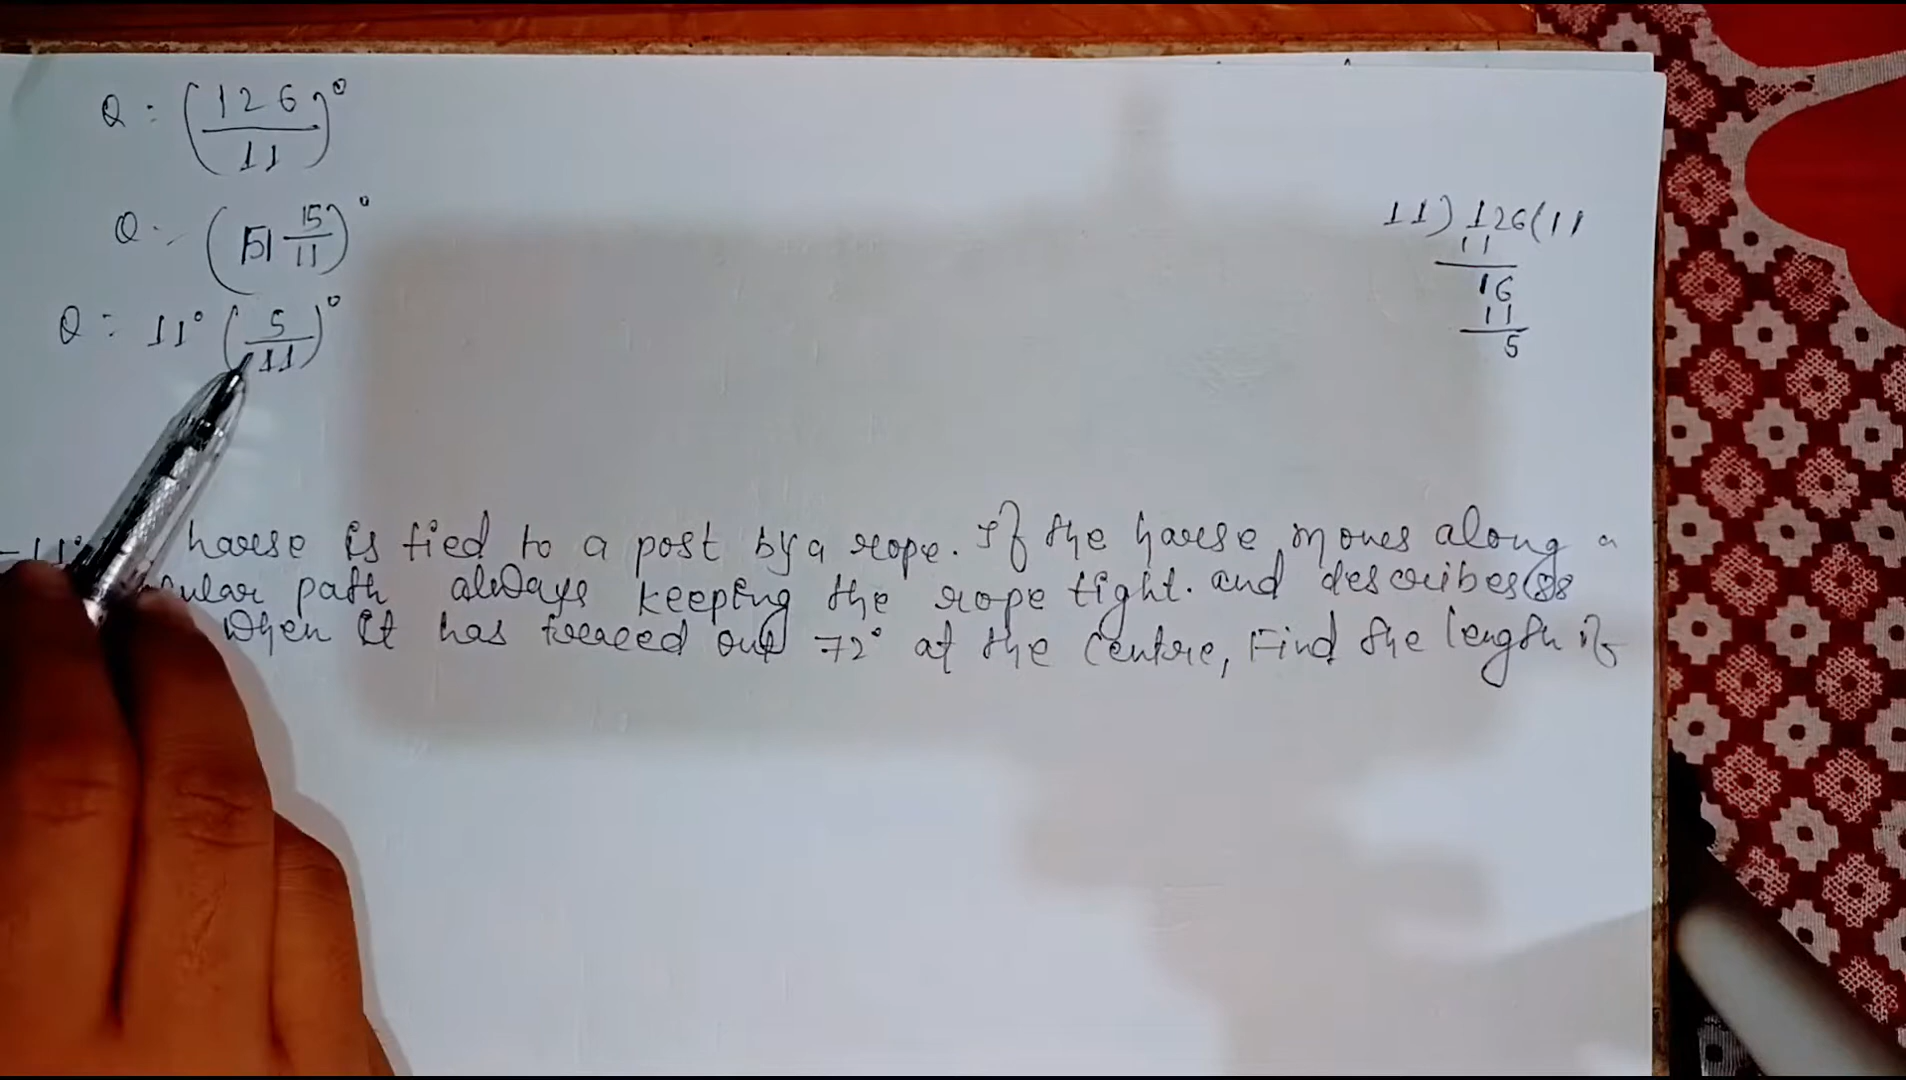 Q : (126/11)°
Q = (51 15/11)°
Q = 11° (5/11)°
11) 126 (11
11
16
11
5
horse is tied to a post by a rope. If the horse moves along a
path always keeping the rope tight. and describes 88
when it has traced out 72° at the Centre, Find the length of